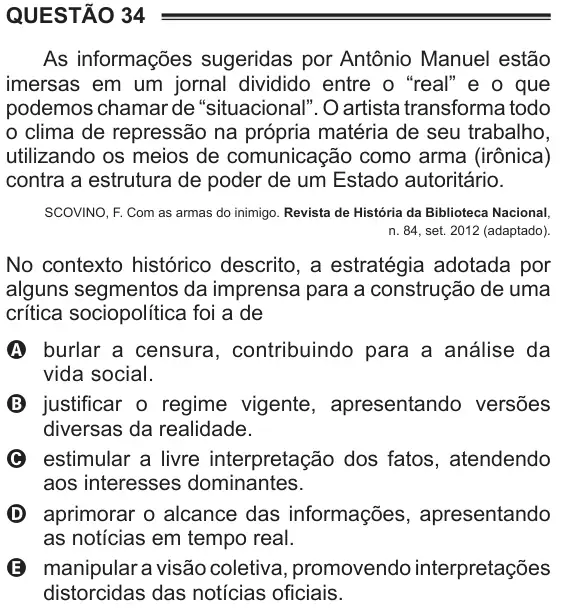 QUESTÃO 34
As informações sugeridas por Antônio Manuel estão
imersas em um jornal dividido entre o “real” e o que
podemos chamar de “situacional”. O artista transforma todo
o clima de repressão na própria matéria de seu trabalho,
utilizando os meios de comunicação como arma (irônica)
contra a estrutura de poder de um Estado autoritário.
SCOVINO, F. Com as armas do inimigo. Revista de História da Biblioteca Nacional,
n. 84, set. 2012 (adaptado).
No contexto histórico descrito, a estratégia adotada por
alguns segmentos da imprensa para a construção de uma
crítica sociopolítica foi a de
A burlar a censura, contribuindo para a análise da
vida social.
B justificar o regime vigente, apresentando versões
diversas da realidade.
C estimular a livre interpretação dos fatos, atendendo
aos interesses dominantes.
D aprimorar o alcance das informações, apresentando
as notícias em tempo real.
E manipular a visão coletiva, promovendo interpretações
distorcidas das notícias oficiais.